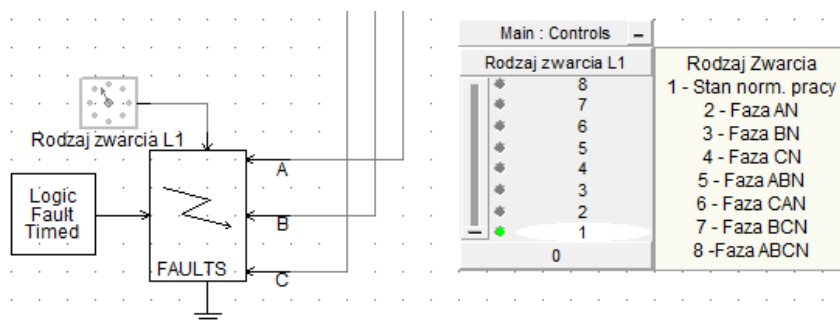 Rodzaj zwarcia L1
Logic
Fault
Timed
FAULTS
A
B
C
Main : Controls
Rodzaj zwarcia L1
8
7
6
5
4
3
2
1
0
Rodzaj Zwarcia
1 - Stan norm. pracy
2 - Faza AN
3 - Faza BN
4 - Faza CN
5 - Faza ABN
6 - Faza CAN
7 - Faza BCN
8 -Faza ABCN